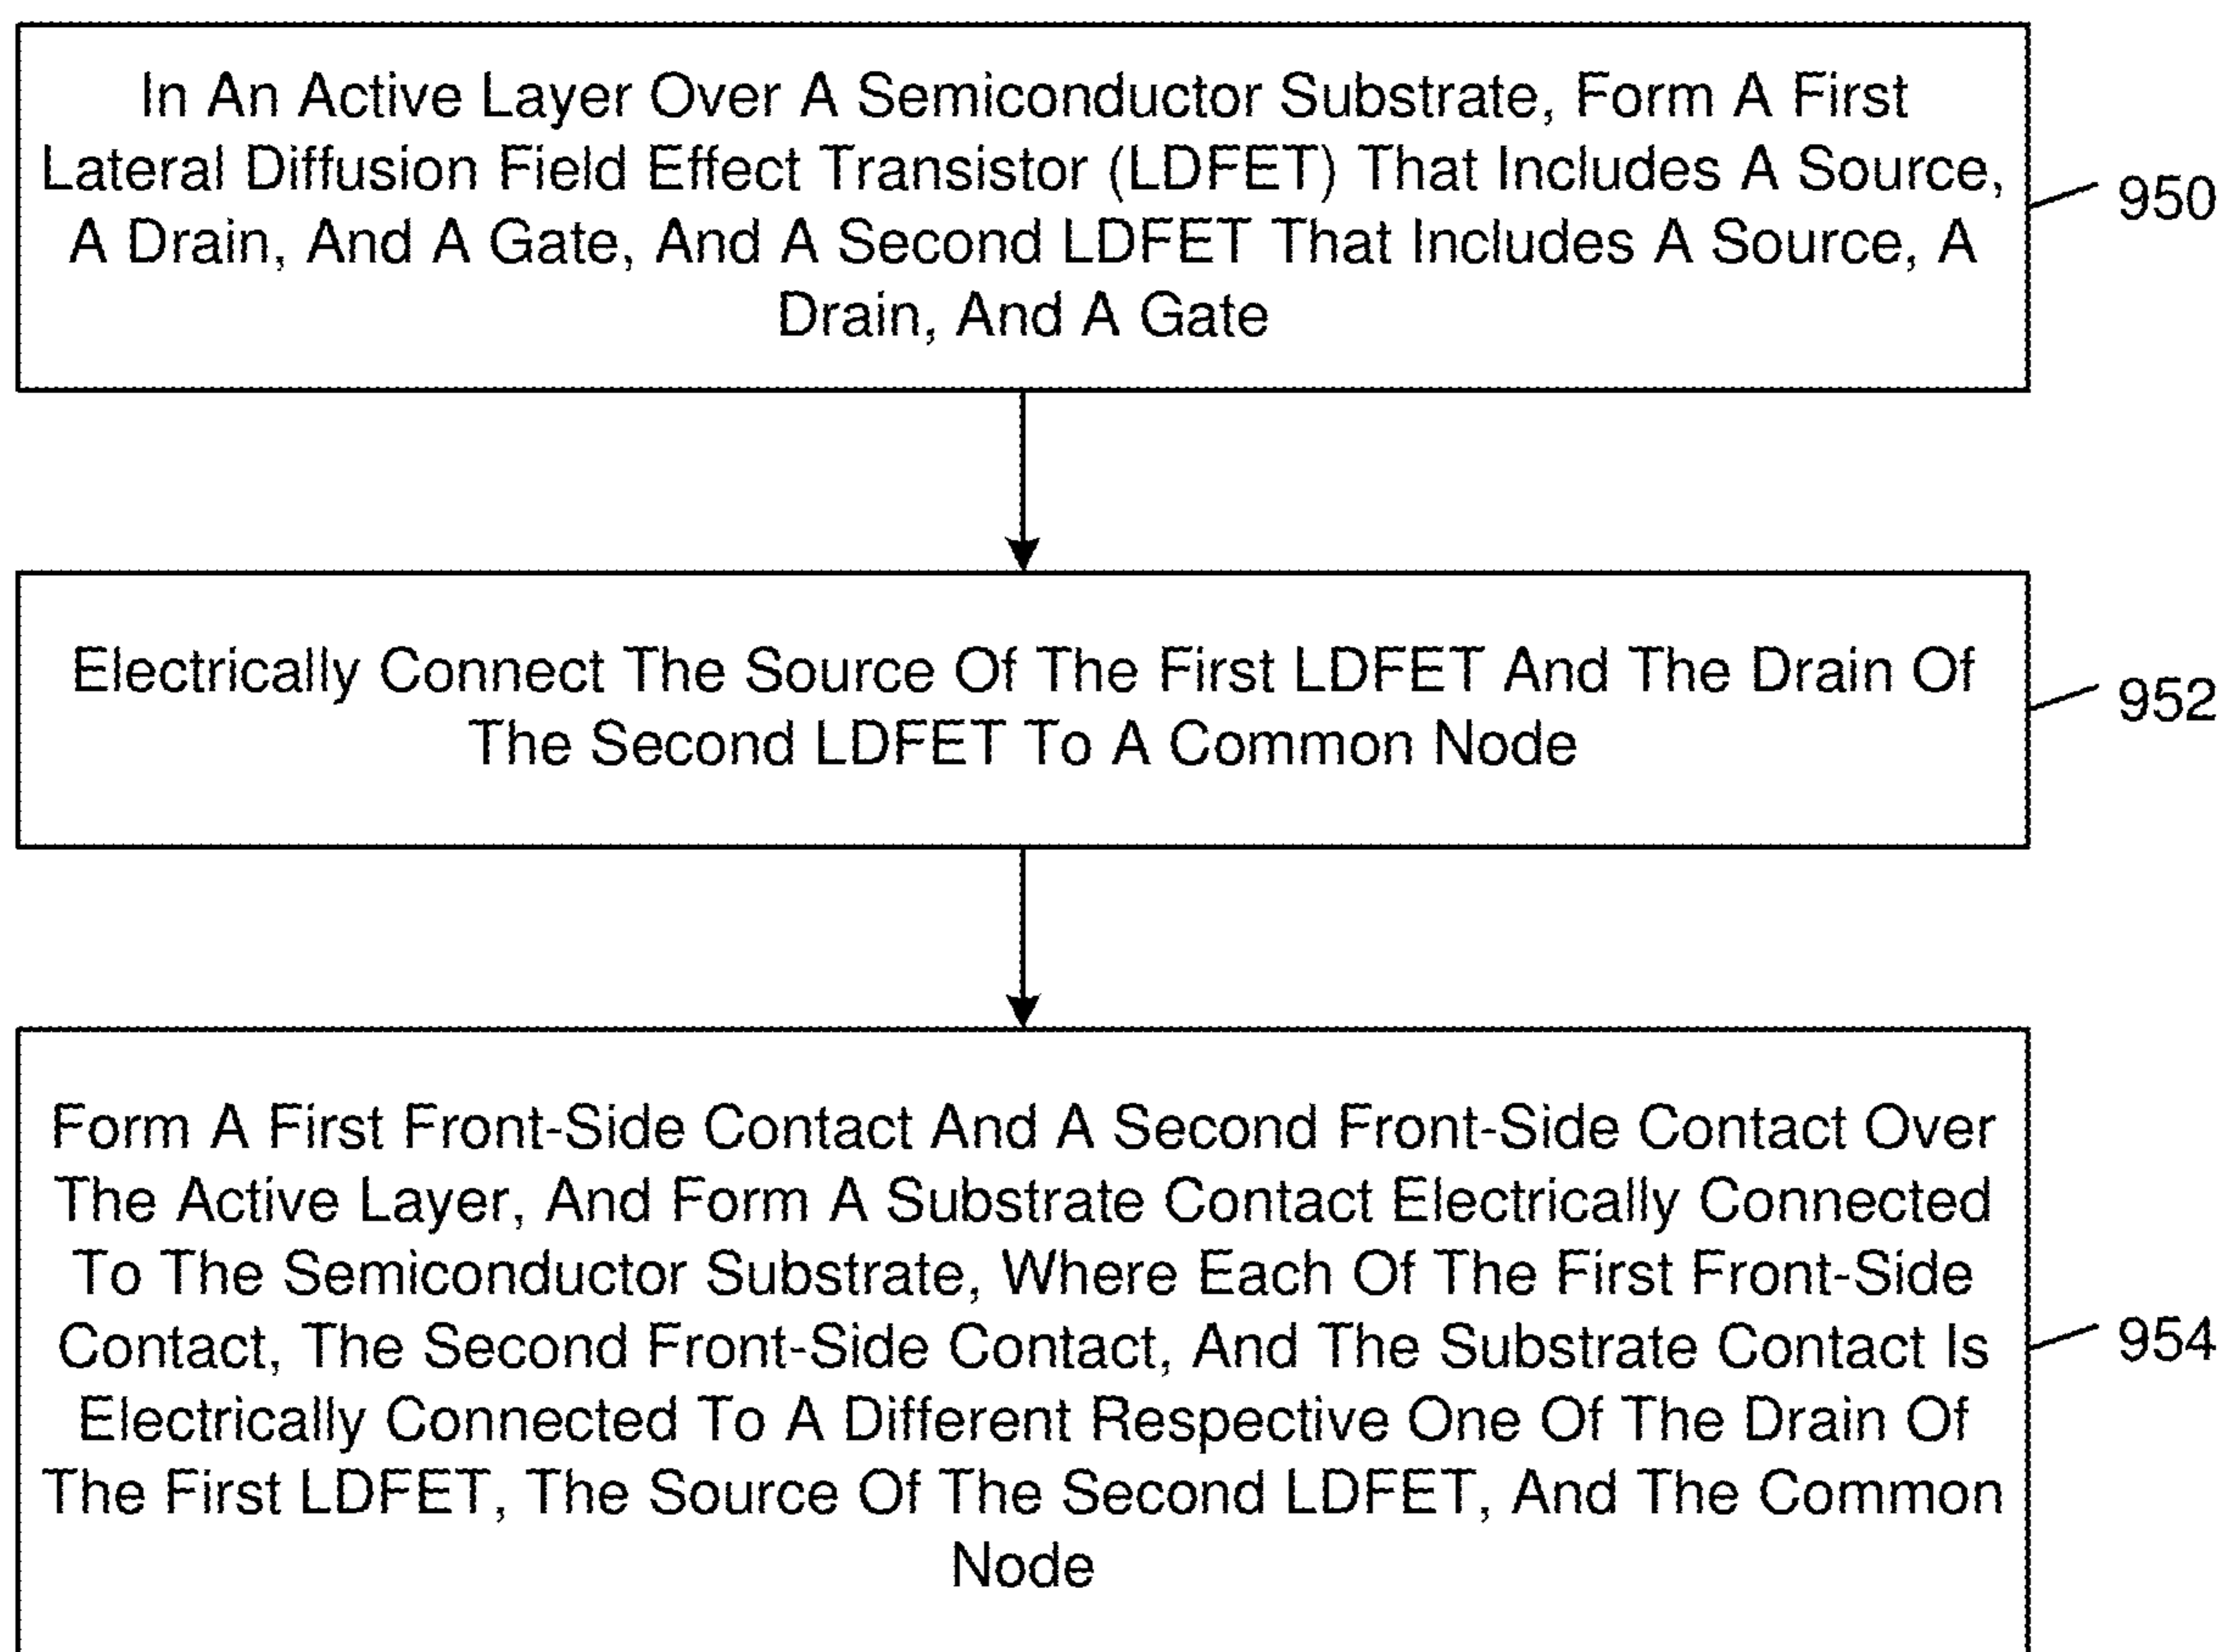 In An Active Layer Over A Semiconductor Substrate, Form A First
Lateral Diffusion Field Effect Transistor (LDFET) That Includes A Source,
A Drain, And A Gate, And A Second LDFET That Includes A Source, A
Drain, And A Gate
950
Electrically Connect The Source Of The First LDFET And The Drain Of
The Second LDFET To A Common Node
952
Form A First Front-Side Contact And A Second Front-Side Contact Over
The Active Layer, And Form A Substrate Contact Electrically Connected
To The Semiconductor Substrate, Where Each Of The First Front-Side
Contact, The Second Front-Side Contact, And The Substrate Contact Is
Electrically Connected To A Different Respective One Of The Drain Of
The First LDFET, The Source Of The Second LDFET, And The Common
Node
954